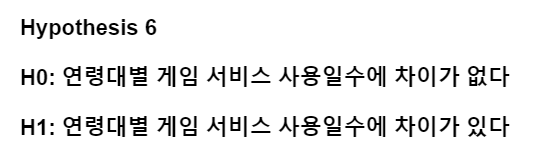 Hypothesis 6
H0: 연령대별 게임 서비스 사용일수에 차이가 없다
H1: 연령대별 게임 서비스 사용일수에 차이가 있다